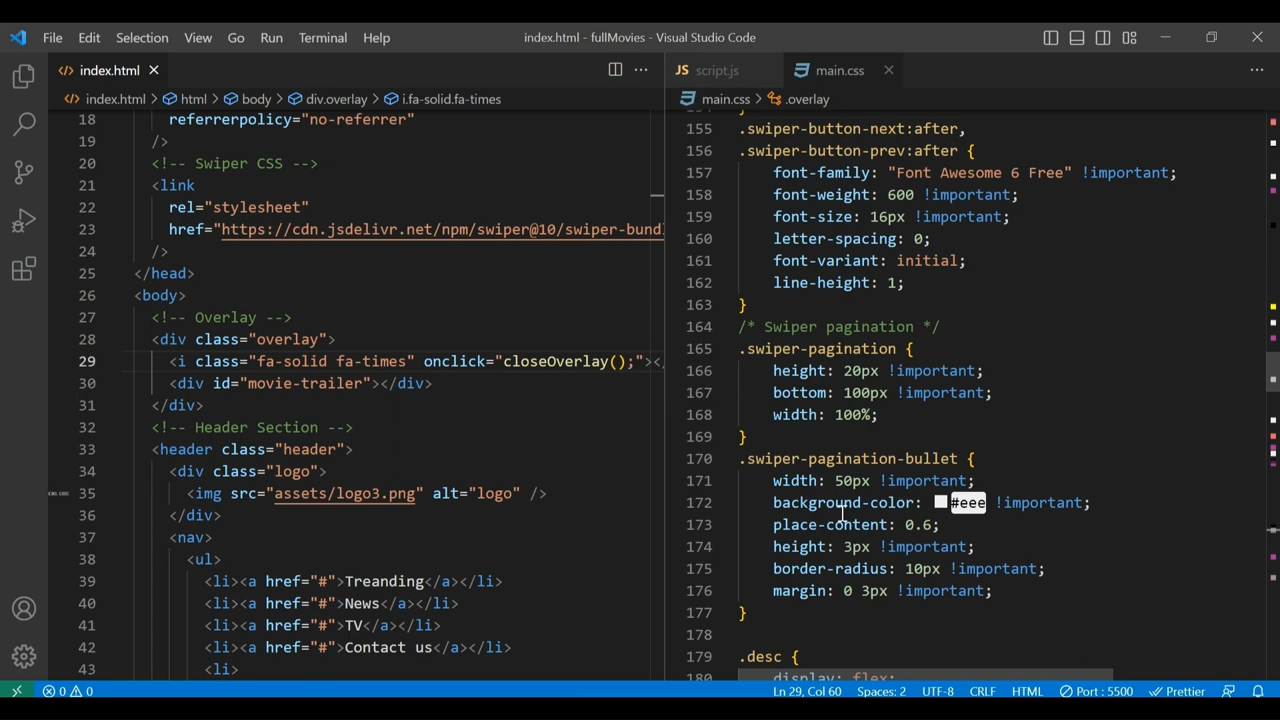 File Edit Selection View Go Run Terminal Help index.html - fullMovies - Visual Studio Code
index.html
index.html > html > body > div.overlay > i.fa-solid.fa-times
18 referrerpolicy="no-referrer"
19 />
20 <!-- Swiper CSS -->
21 <link
22 rel="stylesheet"
23 href="https://cdn.jsdelivr.net/npm/swiper@10/swiper-bundl
24 />
25 </head>
26 <body>
27 <!-- Overlay -->
28 <div class="overlay">
29 <i class="fa-solid fa-times" onclick="closeOverlay();"></
30 <div id="movie-trailer"></div>
31 </div>
32 <!-- Header Section -->
33 <header class="header">
34 <div class="logo">
35 <img src="assets/logo3.png" alt="logo" />
36 </div>
37 <nav>
38 <ul>
39 <li><a href="#">Treanding</a></li>
40 <li><a href="#">News</a></li>
41 <li><a href="#">TV</a></li>
42 <li><a href="#">Contact us</a></li>
43 <li>
JS script.js main.css
main.css > .overlay
155 .swiper-button-next:after,
156 .swiper-button-prev:after {
157 font-family: "Font Awesome 6 Free" !important;
158 font-weight: 600 !important;
159 font-size: 16px !important;
160 letter-spacing: 0;
161 font-variant: initial;
162 line-height: 1;
163 }
164 /* Swiper pagination */
165 .swiper-pagination {
166 height: 20px !important;
167 bottom: 100px !important;
168 width: 100%;
169 }
170 .swiper-pagination-bullet {
171 width: 50px !important;
172 background-color: #eee !important;
173 place-content: 0.6;
174 height: 3px !important;
175 border-radius: 10px !important;
176 margin: 0 3px !important;
177 }
178
179 .desc {
180 display: flex;
0 0 Ln 29, Col 60 Spaces: 2 UTF-8 CRLF HTML Port : 5500 Prettier